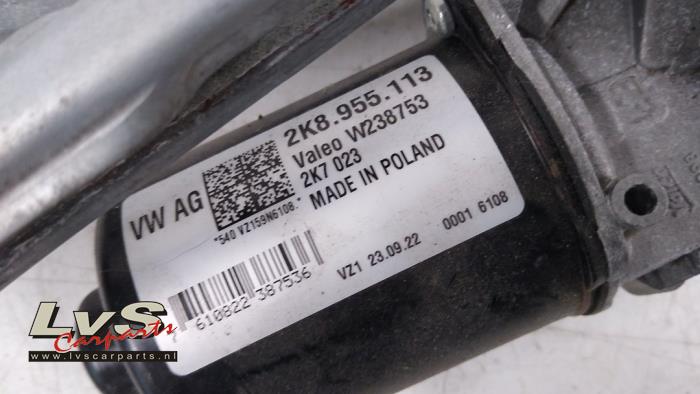 2K8.955.113
Valeo W238753
2K7 023
MADE IN POLAND
VW AG
*540 VZ159N6108.*
VZ1 23.09.22 0001 6108
610822 387536
LVS
Carparts
www.lvscarparts.nl